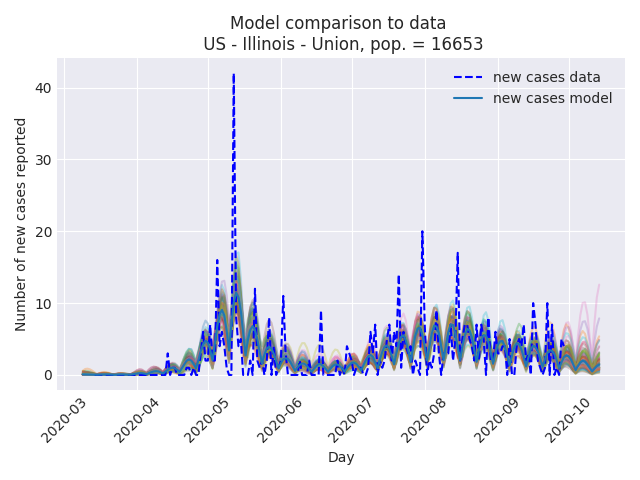 Model comparison to data
US - Illinois - Union, pop. = 16653
new cases data
new cases model
Number of new cases reported
40
30
20
10
0
2020-03
2020-04
2020-05
2020-06
2020-07
2020-08
2020-09
2020-10
Day